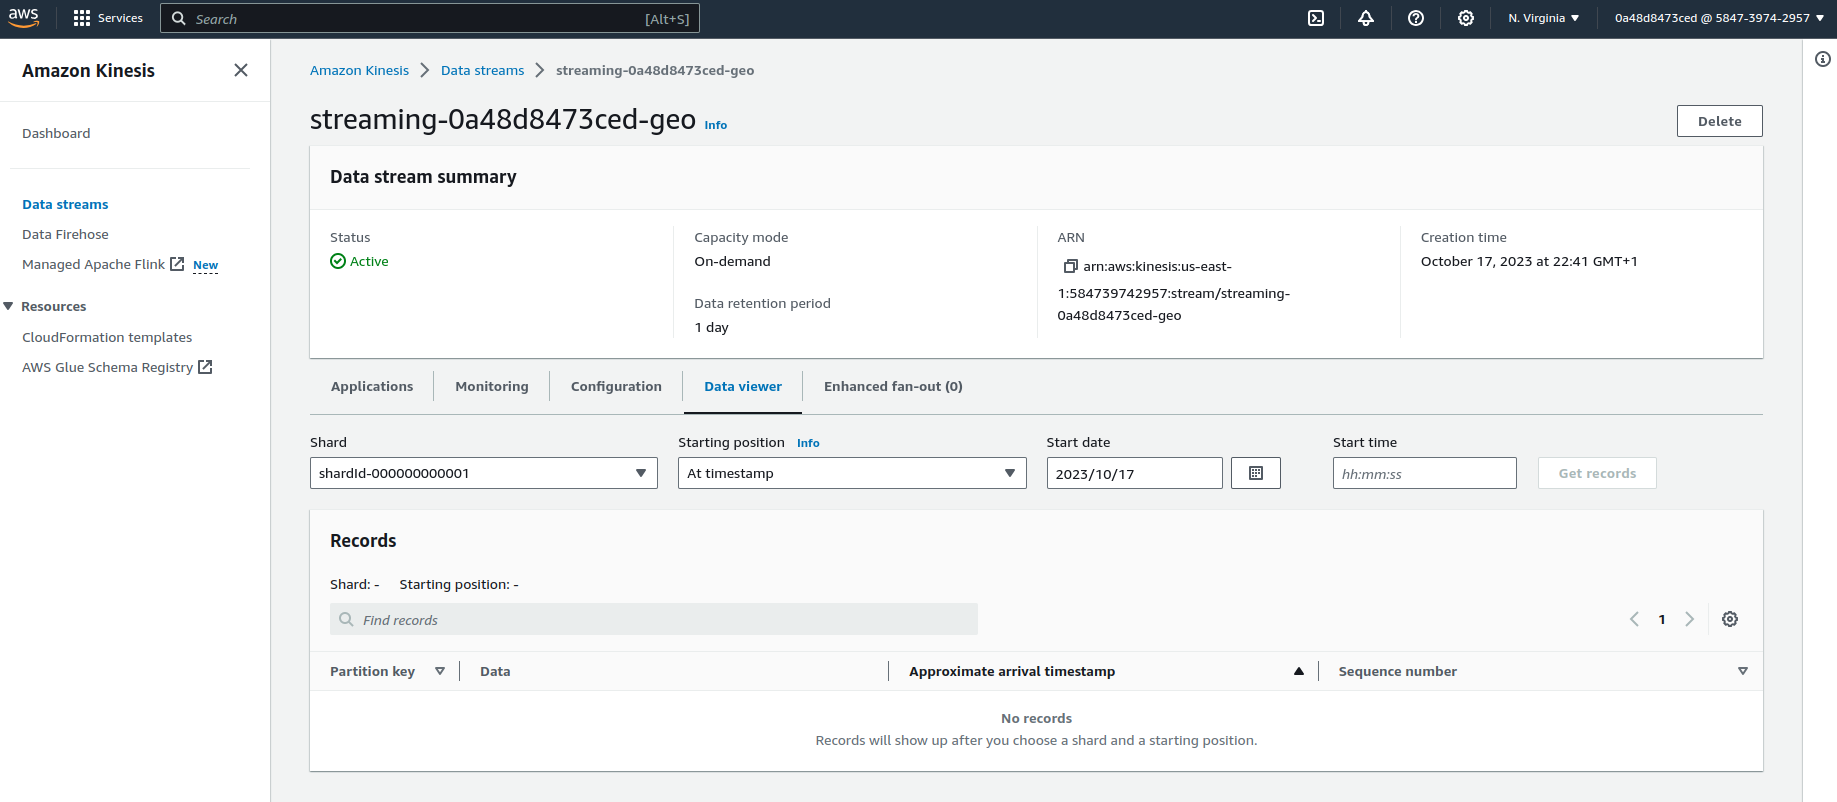 aws Services Search [Alt+S] N. Virginia 0a48d8473ced @ 5847-3974-2957
Amazon Kinesis
Dashboard
Data streams
Data Firehose
Managed Apache Flink New
Resources
CloudFormation templates
AWS Glue Schema Registry
Amazon Kinesis Data streams streaming-0a48d8473ced-geo
streaming-0a48d8473ced-geo Info
Delete
Data stream summary
Status
Active
Capacity mode
On-demand
Data retention period
1 day
ARN
arn:aws:kinesis:us-east-
1:584739742957:stream/streaming-
0a48d8473ced-geo
Creation time
October 17, 2023 at 22:41 GMT+1
Applications Monitoring Configuration Data viewer Enhanced fan-out (0)
Shard Starting position Info Start date Start time
shardId-000000000001 At timestamp 2023/10/17 hh:mm:ss Get records
Records
Shard: - Starting position: -
Find records 1
Partition key Data Approximate arrival timestamp Sequence number
No records
Records will show up after you choose a shard and a starting position.